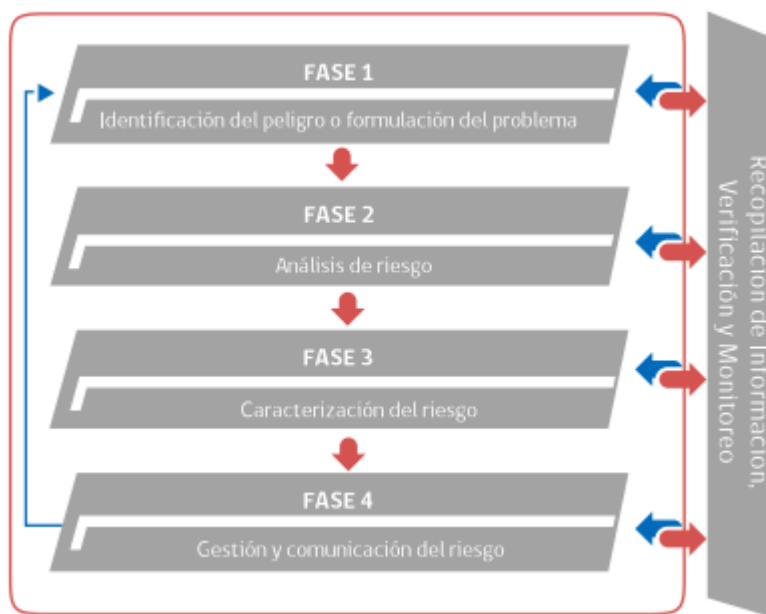 FASE 1
Identificación del peligro o formulación del problema
FASE 2
Análisis de riesgo
FASE 3
Caracterización del riesgo
FASE 4
Gestión y comunicación del riesgo
Recopilación de Información,
Verificación y Monitoreo